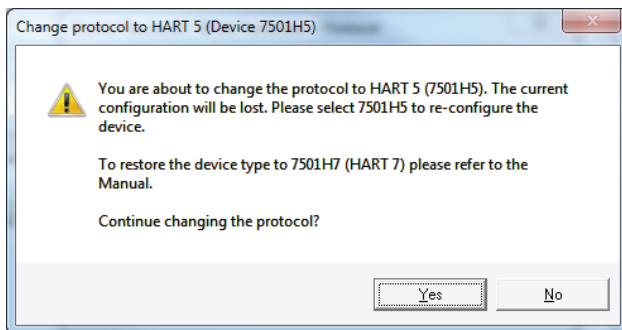 Change protocol to HART 5 (Device 7501H5)
You are about to change the protocol to HART 5 (7501H5). The current
configuration will be lost. Please select 7501H5 to re-configure the
device.
To restore the device type to 7501H7 (HART 7) please refer to the
Manual.
Continue changing the protocol?
Yes
No